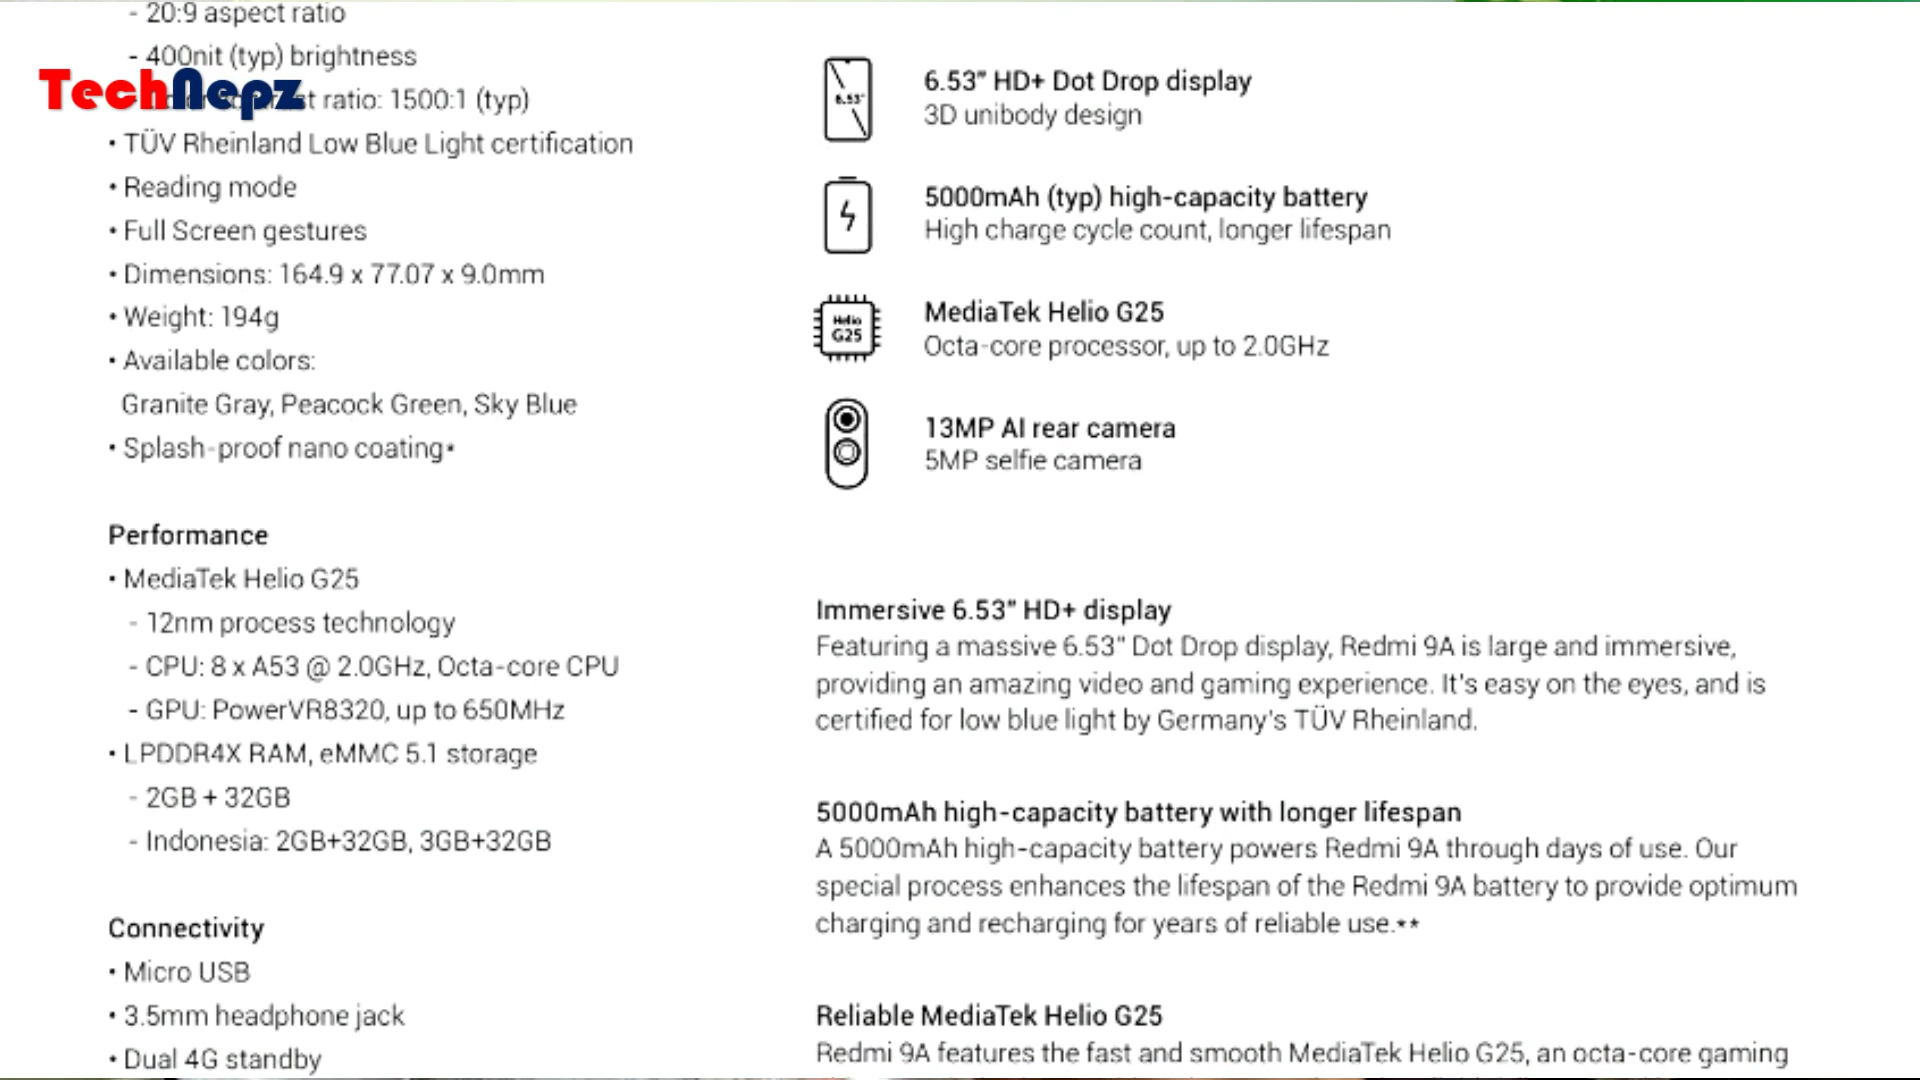 - 20:9 aspect ratio
- 400nit (typ) brightness
TechNepz
st ratio: 1500:1 (typ)
• TÜV Rheinland Low Blue Light certification
• Reading mode
• Full Screen gestures
• Dimensions: 164.9 x 77.07 x 9.0mm
• Weight: 194g
• Available colors:
Granite Gray, Peacock Green, Sky Blue
• Splash-proof nano coating*
Performance
• MediaTek Helio G25
- 12nm process technology
- CPU: 8 x A53 @ 2.0GHz, Octa-core CPU
- GPU: PowerVR8320, up to 650MHz
• LPDDR4X RAM, eMMC 5.1 storage
- 2GB + 32GB
- Indonesia: 2GB+32GB, 3GB+32GB
Connectivity
• Micro USB
• 3.5mm headphone jack
• Dual 4G standby
6.53"
6.53" HD+ Dot Drop display
3D unibody design
5000mAh (typ) high-capacity battery
High charge cycle count, longer lifespan
Helio
G25
MediaTek Helio G25
Octa-core processor, up to 2.0GHz
13MP AI rear camera
5MP selfie camera
Immersive 6.53" HD+ display
Featuring a massive 6.53" Dot Drop display, Redmi 9A is large and immersive,
providing an amazing video and gaming experience. It's easy on the eyes, and is
certified for low blue light by Germany's TÜV Rheinland.
5000mAh high-capacity battery with longer lifespan
A 5000mAh high-capacity battery powers Redmi 9A through days of use. Our
special process enhances the lifespan of the Redmi 9A battery to provide optimum
charging and recharging for years of reliable use.**
Reliable MediaTek Helio G25
Redmi 9A features the fast and smooth MediaTek Helio G25, an octa-core gaming